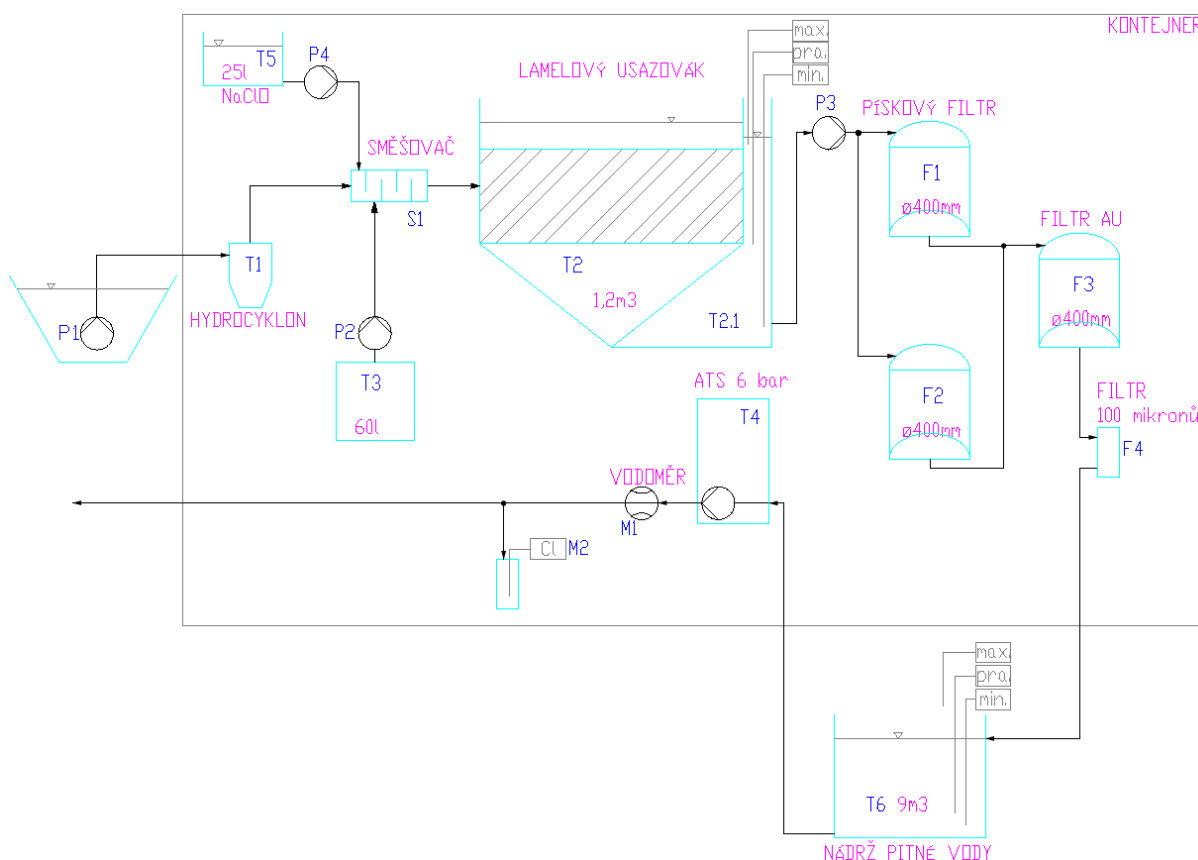 KONTEJNER
max.
pra.
min.
T5
25l
NaClO
P4
LAMELOVÝ USAZOVÁK
P3
PÍSKOVÝ FILTR
F1
ø400mm
SMĚŠOVAČ
S1
FILTR AU
F3
ø400mm
T1
HYDROCYKLON
T2
1,2m3
T2.1
P1
P2
T3
60l
ATS 6 bar
T4
F2
ø400mm
FILTR
100 mikronů
F4
VODOMĚR
M1
Cl
M2
max.
pra.
min.
T6 9m3
NÁDRŽ PITNÉ VODY